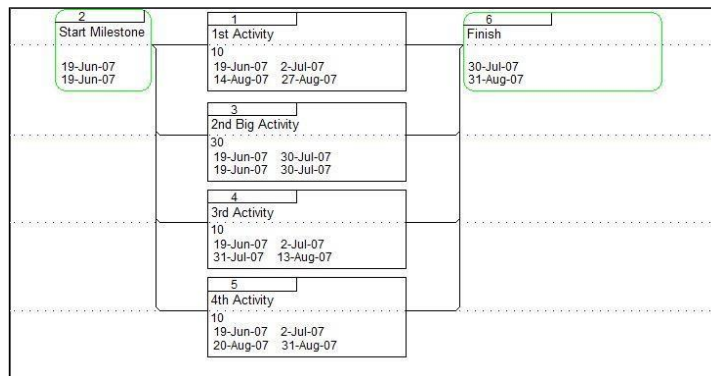 2
Start Milestone
19-Jun-07
19-Jun-07
1
1st Activity
10
19-Jun-07 2-Jul-07
14-Aug-07 27-Aug-07
6
Finish
30-Jul-07
31-Aug-07
3
2nd Big Activity
30
19-Jun-07 30-Jul-07
19-Jun-07 30-Jul-07
4
3rd Activity
10
19-Jun-07 2-Jul-07
31-Jul-07 13-Aug-07
5
4th Activity
10
19-Jun-07 2-Jul-07
20-Aug-07 31-Aug-07